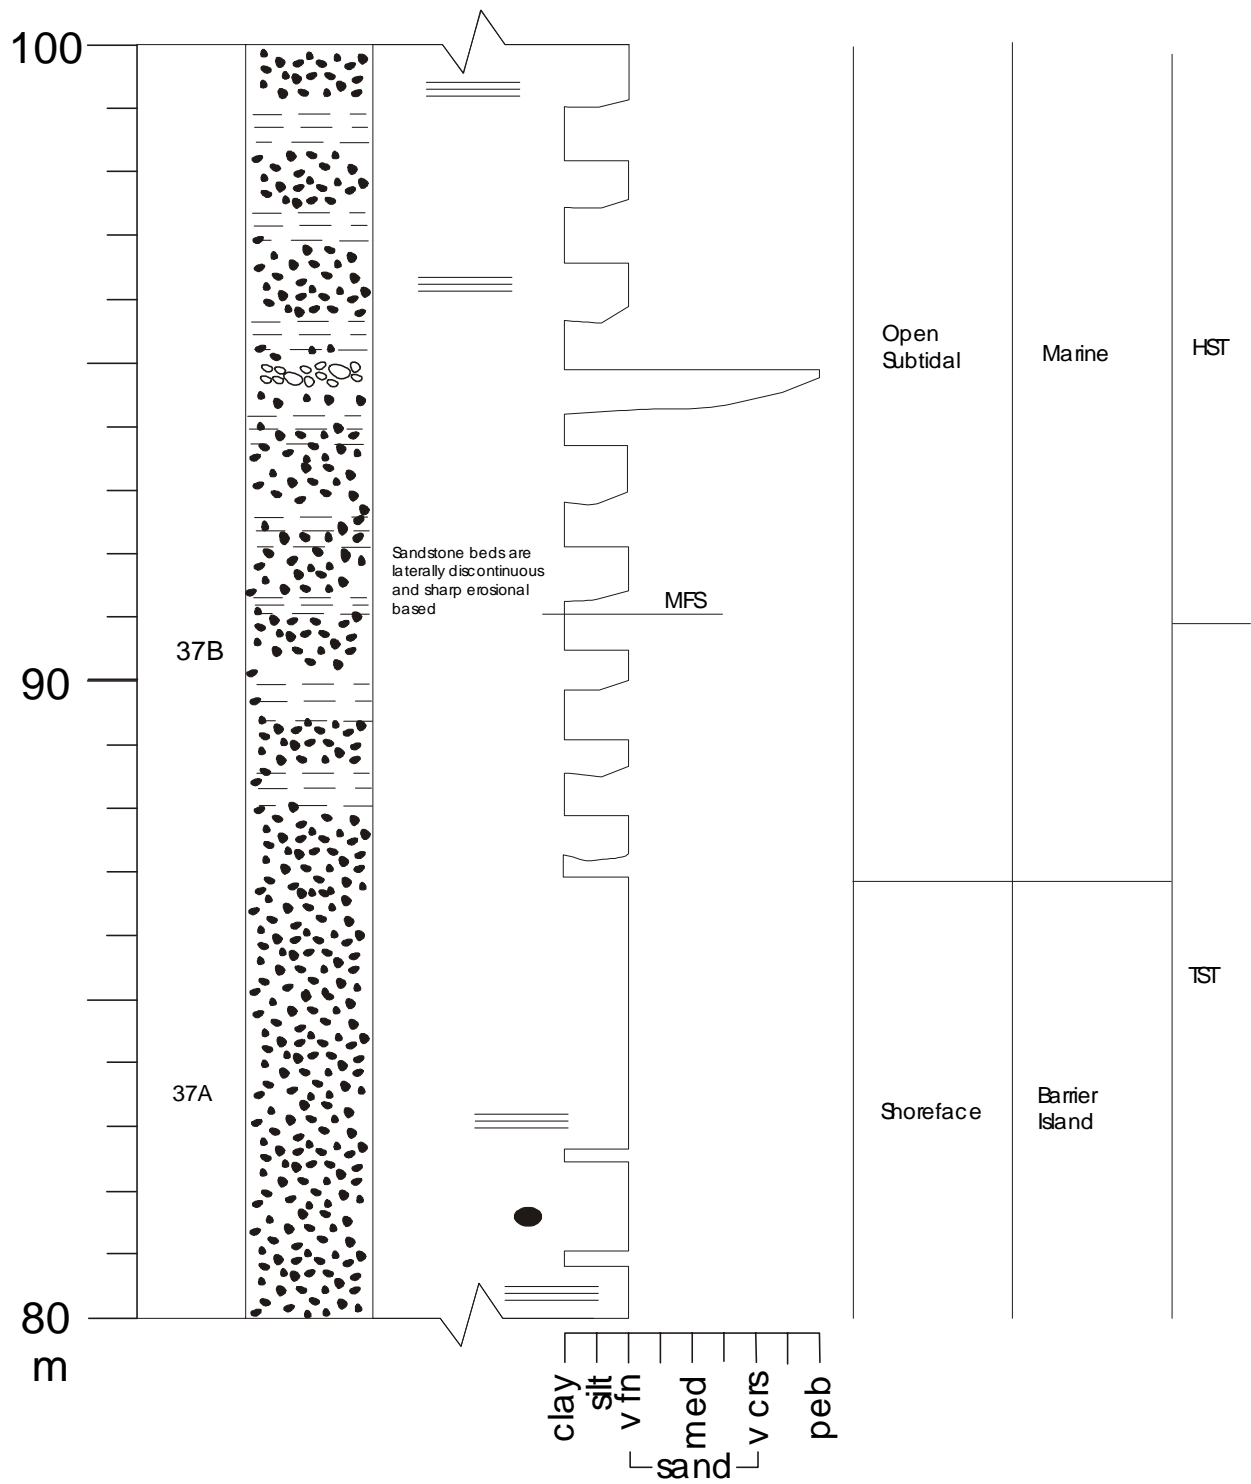 100
Open
Subtidal
Marine
HST
Sandstone beds are
laterally discontinuous
and sharp erosional
based
MFS
37B
90
TST
37A
Shoreface
Barrier
Island
80
m
clay
silt
v fn
med
v crs
peb
sand